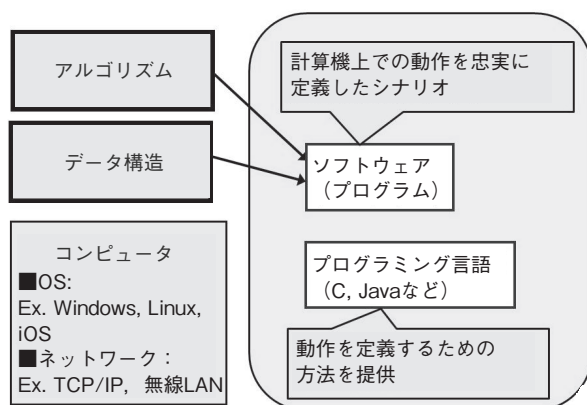 アルゴリズム
データ構造
コンピュータ
■OS:
Ex. Windows, Linux,
iOS
■ネットワーク：
Ex. TCP/IP, 無線LAN
計算機上での動作を忠実に
定義したシナリオ
ソフトウェア
（プログラム）
プログラミング言語
（C, Javaなど）
動作を定義するための
方法を提供